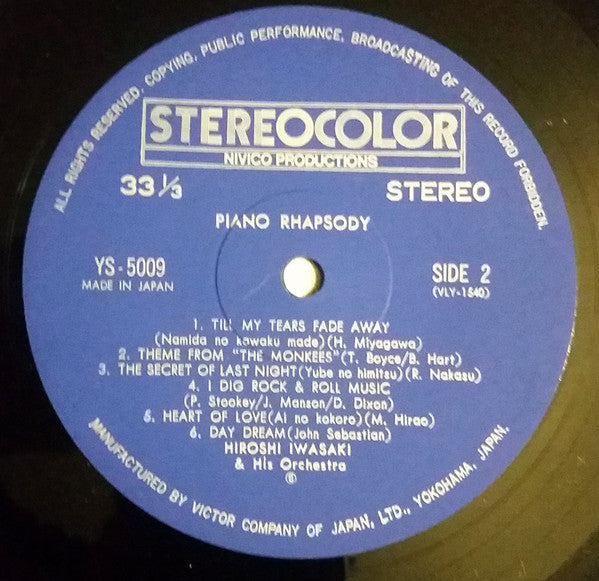 ALL RIGHTS RESERVED. COPYING, PUBLIC PERFORMANCE, BROADCASTING OF THIS RECORD FORBIDDEN.
STEREOCOLOR
NIVICO PRODUCTIONS
33 1/3
STEREO
PIANO RHAPSODY
YS-5009
SIDE 2
MADE IN JAPAN
(VLY-1540)
1. TILL MY TEARS FADE AWAY
(Namida no kawaku made)(H. Miyagawa)
2. THEME FROM "THE MONKEES"(T. Boyce/B. Hart)
3. THE SECRET OF LAST NIGHT(Yube no himitsu)(R. Nakasu)
4. I DIG ROCK & ROLL MUSIC
(P. Stookey/J. Manson/D. Dixon)
5. HEART OF LOVE(Ai no kokoro)(M. Hirao)
6. DAY DREAM(John Sebastian)
HIROSHI IWASAKI
& His Orchestra
MANUFACTURED BY VICTOR COMPANY OF JAPAN, LTD., YOKOHAMA, JAPAN.